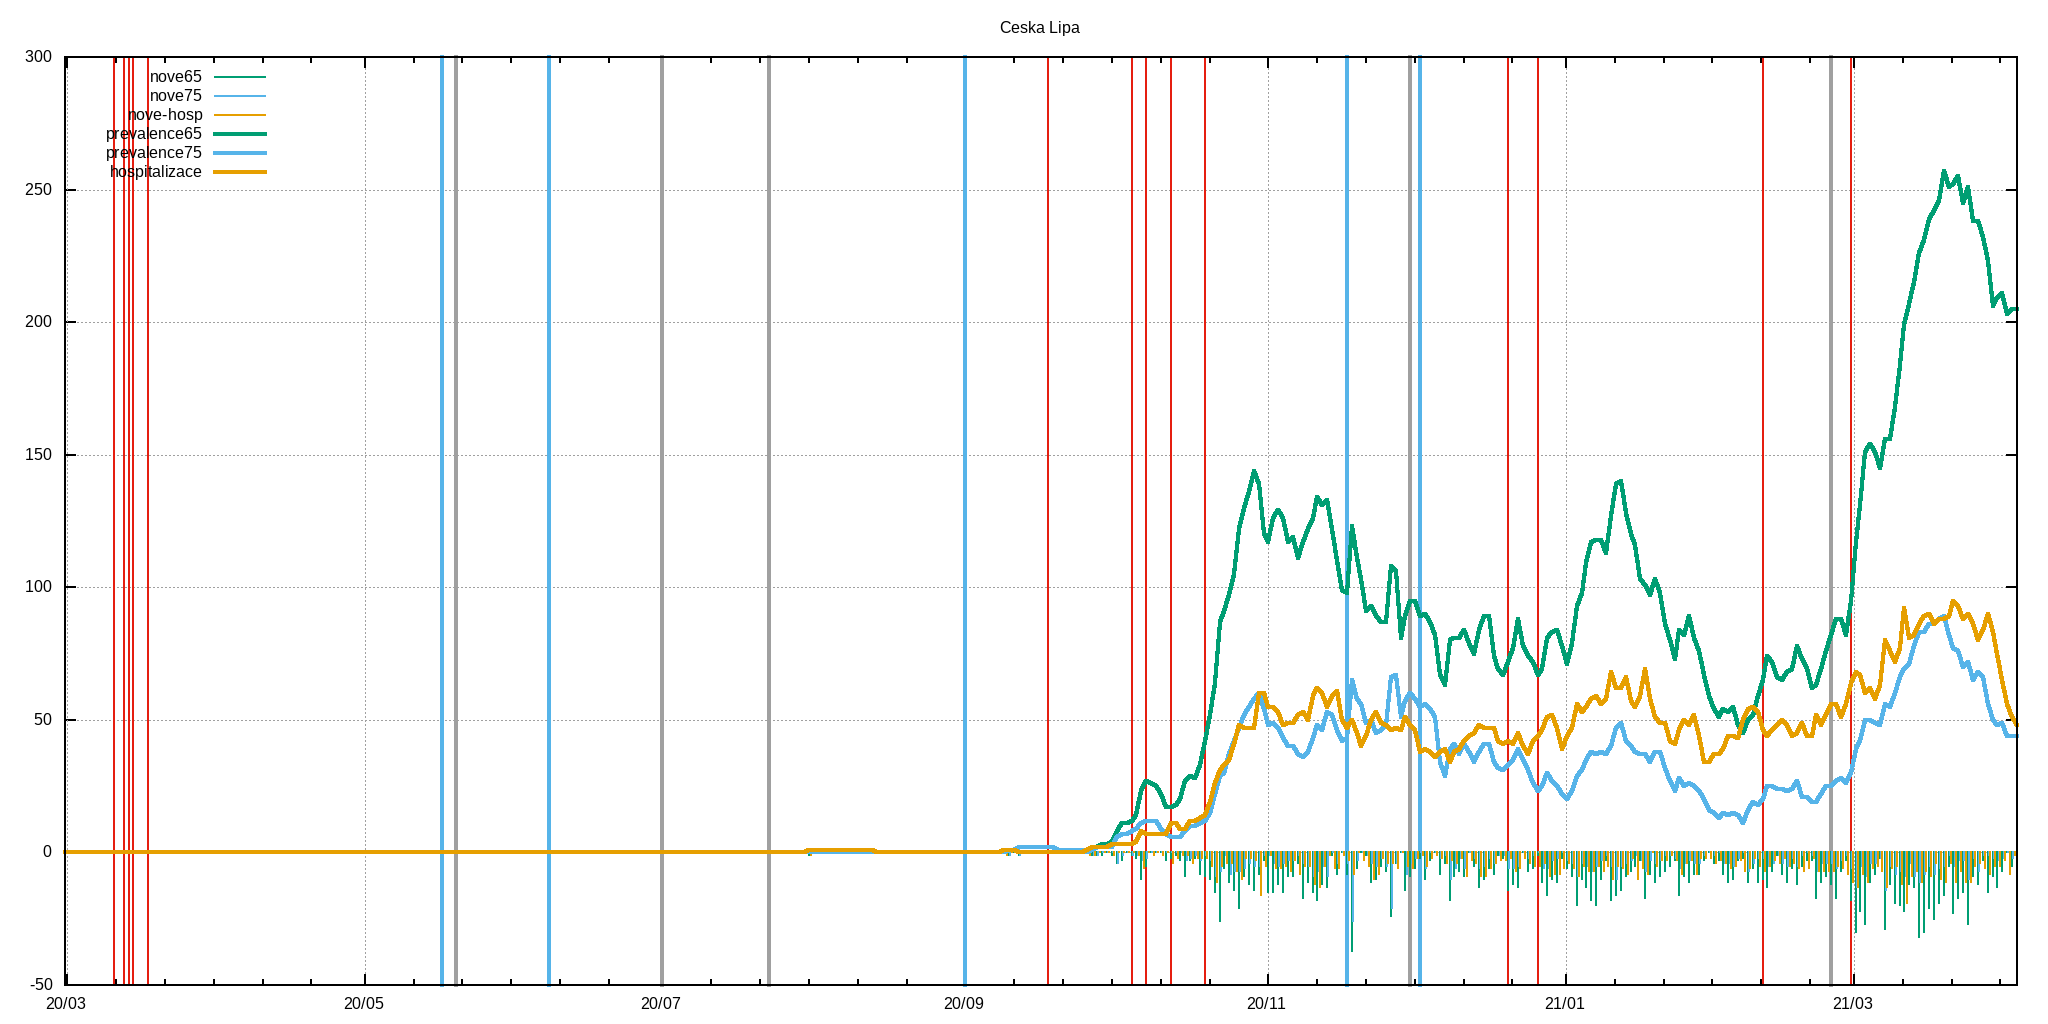 Ceska Lipa
300
250
200
150
100
50
0
-50
nove65
nove75
nove-hosp
prevalence65
prevalence75
hospitalizace
20/03 20/05 20/07 20/09 20/11 21/01 21/03